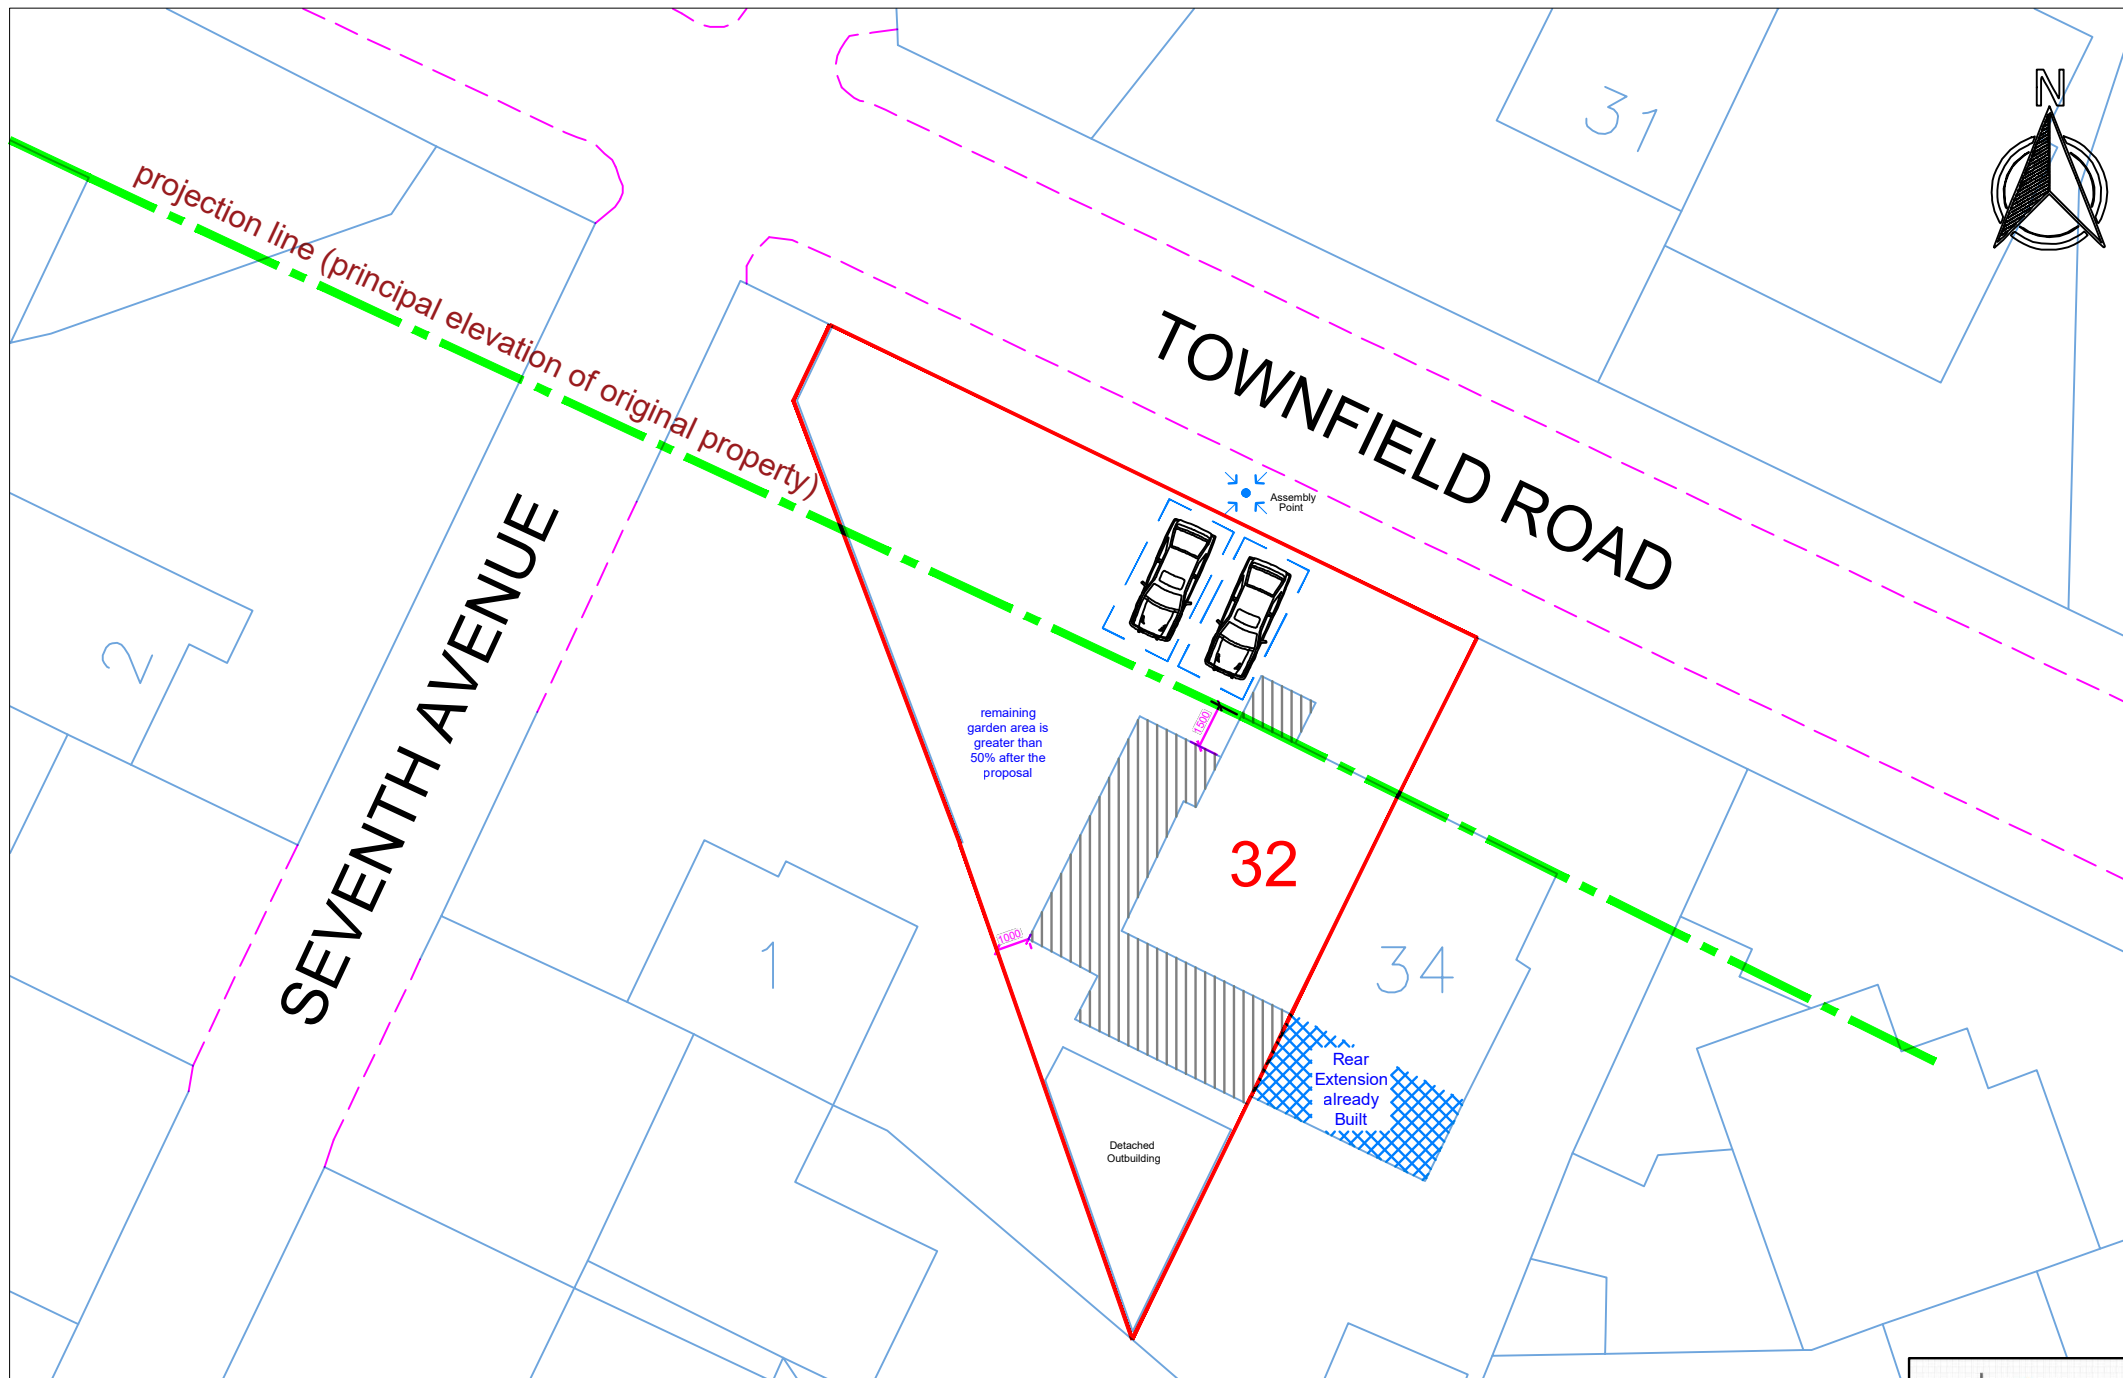 N
31
projection line (principal elevation of original property)
TOWNFIELD ROAD
Assembly
Point
SEVENTH AVENUE
2
1500
remaining
garden area is
greater than
50% after the
proposal
32
1000
1
34
Rear
Extension
already
Built
Detached
Outbuilding